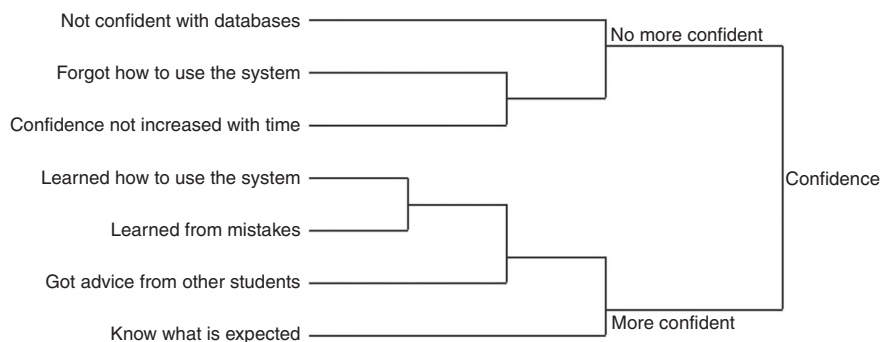 Not confident with databases
No more confident
Forgot how to use the system
Confidence not increased with time
Learned how to use the system
Confidence
Learned from mistakes
Got advice from other students
More confident
Know what is expected